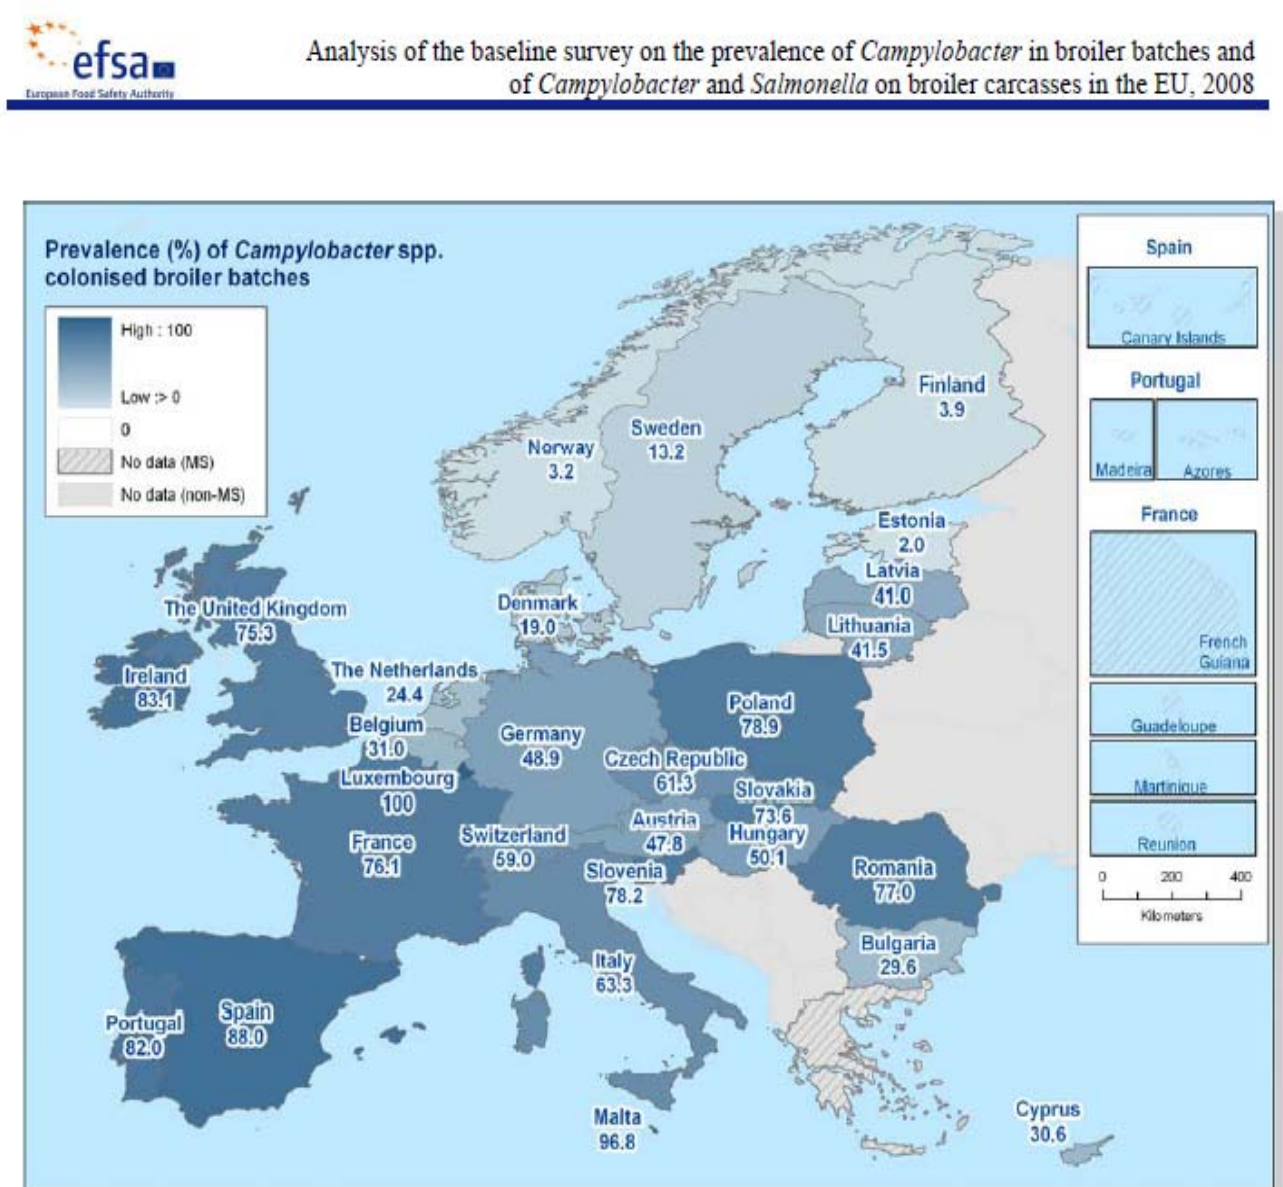 efsa
European Food Safety Authority
Analysis of the baseline survey on the prevalence of Campylobacter in broiler batches and
of Campylobacter and Salmonella on broiler carcasses in the EU, 2008
Prevalence (%) of Campylobacter spp.
colonised broiler batches
High : 100
Low :> 0
0
No data (MS)
No data (non-MS)
Norway
3.2
Sweden
13.2
Finland
3.9
Estonia
2.0
Latvia
41.0
Lithuania
41.5
Denmark
19.0
The United Kingdom
75.3
Ireland
83.1
The Netherlands
24.4
Belgium
31.0
Luxembourg
100
Germany
48.9
Poland
78.9
Czech Republic
61.3
Slovakia
73.6
Austria
47.8
Hungary
50.1
Switzerland
59.0
France
76.1
Slovenia
78.2
Romania
77.0
Bulgaria
29.6
Italy
63.3
Spain
88.0
Portugal
82.0
Malta
96.8
Cyprus
30.6
Spain
Canary Islands
Portugal
Madeira
Azores
France
French
Guiana
Guadeloupe
Martinique
Reunion
0 200 400
Kilometers